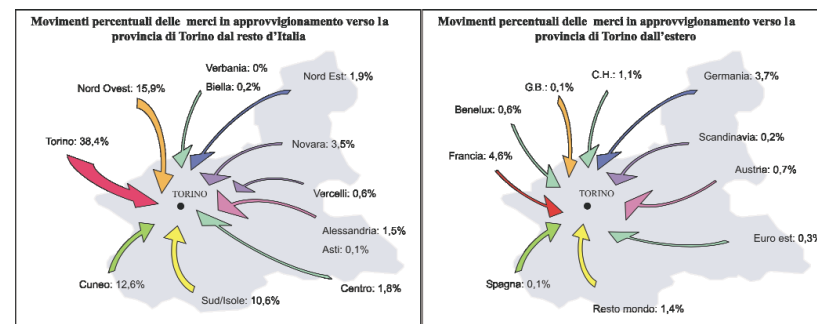 Movimenti percentuali delle merci in approvvigionamento verso la
provincia di Torino dal resto d'Italia
Verbania: 0%
Biella: 0,2%
Nord Est: 1,9%
Nord Ovest: 15,9%
Torino: 38,4%
Novara: 3,5%
TORINO
Vercelli: 0,6%
Alessandria: 1,5%
Asti: 0,1%
Cuneo: 12,6%
Sud/Isole: 10,6%
Centro: 1,8%
Movimenti percentuali delle merci in approvvigionamento verso la
provincia di Torino dall'estero
C.H.: 1,1%
Germania: 3,7%
G.B.: 0,1%
Benelux: 0,6%
Scandinavia: 0,2%
Francia: 4,6%
Austria: 0,7%
TORINO
Euro est: 0,3%
Spagna: 0,1%
Resto mondo: 1,4%